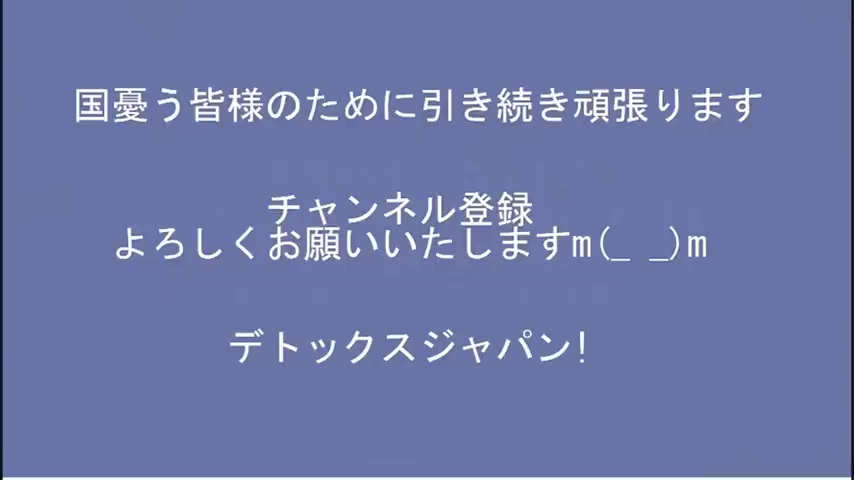 国憂う皆様のために引き続き頑張ります
チャンネル登録
よろしくお願いいたしますm(_ _)m
デトックスジャパン!